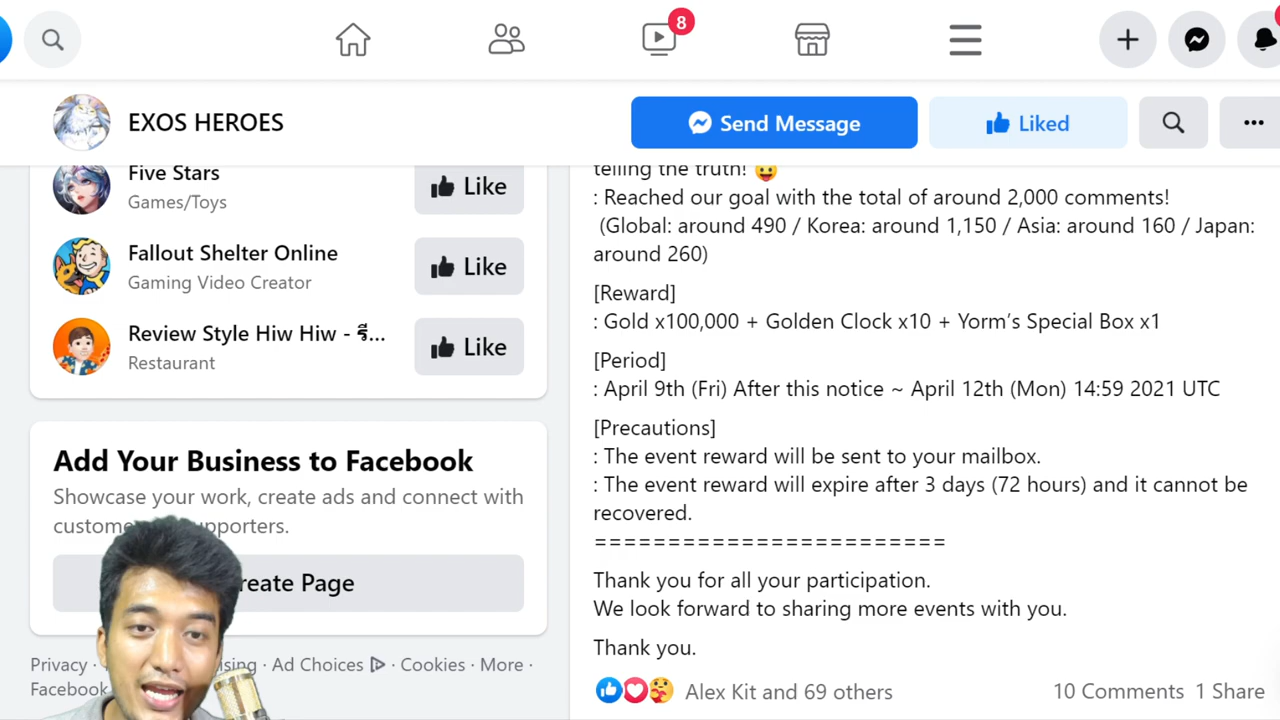 8
EXOS HEROES
Send Message
Liked
Five Stars
Games/Toys
Like
Fallout Shelter Online
Gaming Video Creator
Like
Review Style Hiw Hiw - รี...
Restaurant
Like
Add Your Business to Facebook
Showcase your work, create ads and connect with
supporters.
Create Page
Privacy ·
· Ad Choices · Cookies · More ·
Facebook
telling the truth! 😛
: Reached our goal with the total of around 2,000 comments!
(Global: around 490 / Korea: around 1,150 / Asia: around 160 / Japan:
around 260)
[Reward]
: Gold x100,000 + Golden Clock x10 + Yorm's Special Box x1
[Period]
: April 9th (Fri) After this notice ~ April 12th (Mon) 14:59 2021 UTC
[Precautions]
: The event reward will be sent to your mailbox.
: The event reward will expire after 3 days (72 hours) and it cannot be
recovered.
=======================
Thank you for all your participation.
We look forward to sharing more events with you.
Thank you.
Alex Kit and 69 others
10 Comments 1 Share